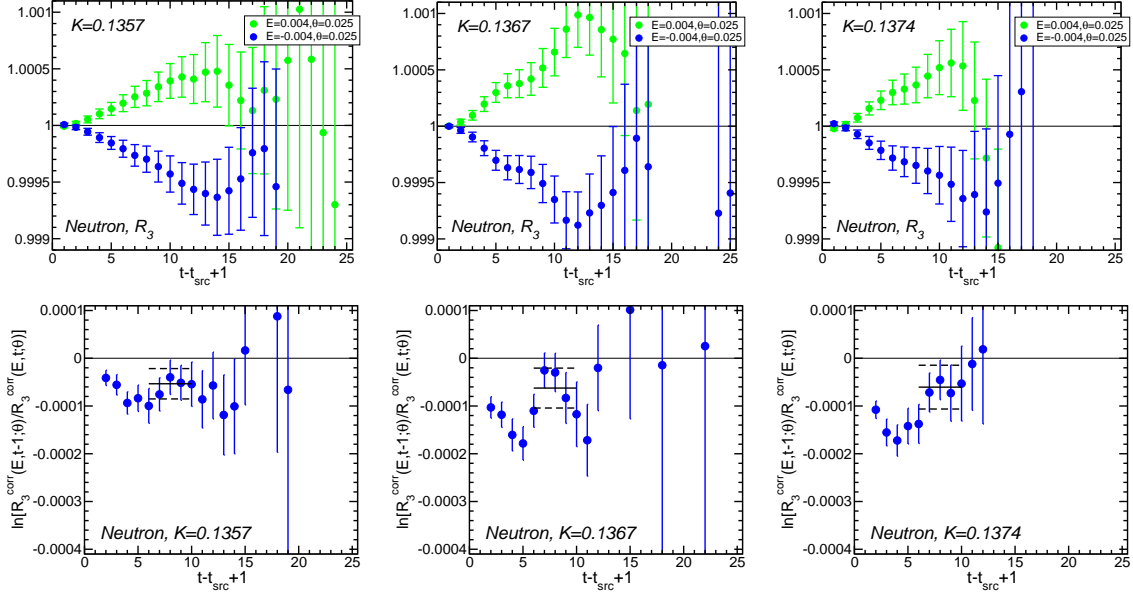 1.001
K=0.1357
E=0.004,θ=0.025
E=-0.004,θ=0.025
1.0005
1
0.9995
0.999
Neutron, R3
0 5 10 15 20 25
t-tsrc+1
1.001
K=0.1367
E=0.004,θ=0.025
E=-0.004,θ=0.025
1.0005
1
0.9995
0.999
Neutron, R3
0 5 10 15 20 25
t-tsrc+1
1.001
K=0.1374
E=0.004,θ=0.025
E=-0.004,θ=0.025
1.0005
1
0.9995
0.999
Neutron, R3
0 5 10 15 20 25
t-tsrc+1
ln[R3corr(E,t-1;θ)/R3corr(E,t;θ)]
0.0001
0
-0.0001
-0.0002
-0.0003
-0.0004
Neutron, K=0.1357
0 5 10 15 20 25
t-tsrc+1
ln[R3corr(E,t-1;θ)/R3corr(E,t;θ)]
0.0001
0
-0.0001
-0.0002
-0.0003
-0.0004
Neutron, K=0.1367
0 5 10 15 20 25
t-tsrc+1
ln[R3corr(E,t-1;θ)/R3corr(E,t;θ)]
0.0001
0
-0.0001
-0.0002
-0.0003
-0.0004
Neutron, K=0.1374
0 5 10 15 20 25
t-tsrc+1